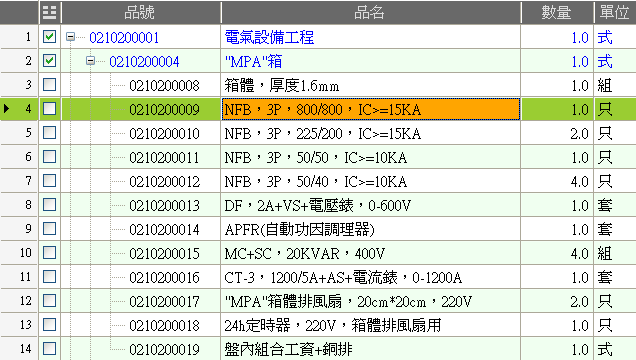 品號 品名 數量 單位
1 0210200001 電氣設備工程 1.0 式
2 0210200004 "MPA"箱 1.0 式
3 0210200008 箱體，厚度1.6mm 1.0 組
4 0210200009 NFB，3P，800/800，IC>=15KA 1.0 只
5 0210200010 NFB，3P，225/200，IC>=15KA 2.0 只
6 0210200011 NFB，3P，50/50，IC>=10KA 1.0 只
7 0210200012 NFB，3P，50/40，IC>=10KA 4.0 只
8 0210200013 DF，2A+VS+電壓錶，0-600V 1.0 套
9 0210200014 APFR(自動功因調理器) 1.0 套
10 0210200015 MC+SC，20KVAR，400V 4.0 組
11 0210200016 CT-3，1200/5A+AS+電流錶，0-1200A 1.0 套
12 0210200017 "MPA"箱體排風扇，20cm*20cm，220V 2.0 只
13 0210200018 24h定時器，220V，箱體排風扇用 1.0 只
14 0210200019 盤內組合工資+銅排 1.0 式